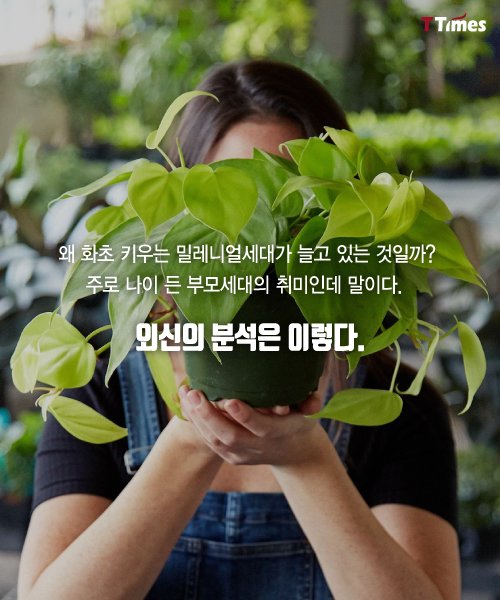 TTimes
왜 화초 키우는 밀레니얼세대가 늘고 있는 것일까?
주로 나이 든 부모세대의 취미인데 말이다.
외신의 분석은 이렇다.